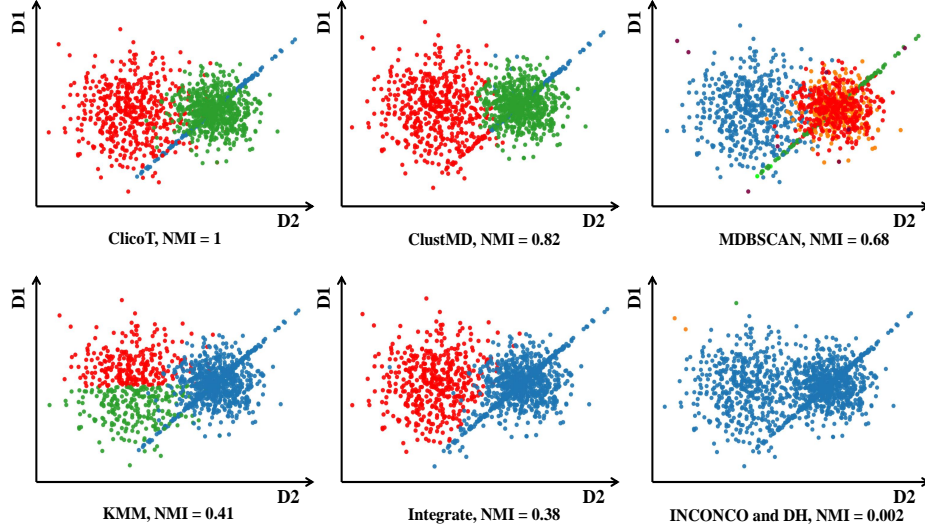 D1
D1
D1
D2
D2
D2
ClicoT, NMI = 1
ClustMD, NMI = 0.82
MDBSCAN, NMI = 0.68
D1
D1
D1
D2
D2
D2
KMM, NMI = 0.41
Integrate, NMI = 0.38
INCONCO and DH, NMI = 0.002